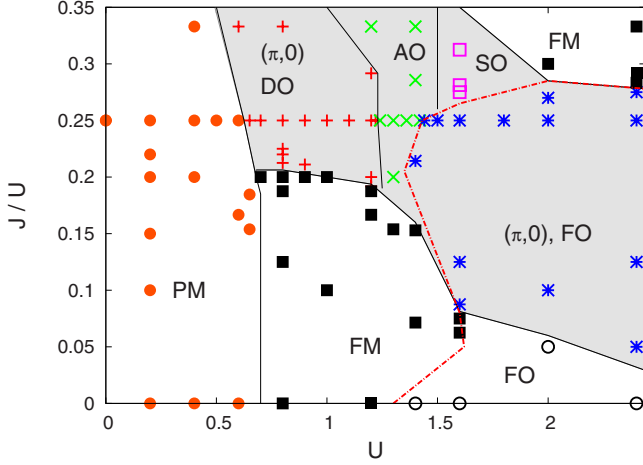 0.35
0.3
0.25
0.2
0.15
0.1
0.05
0
J / U
0
0.5
1
1.5
2
U
(π,0)
DO
AO
SO
FM
(π,0), FO
PM
FM
FO